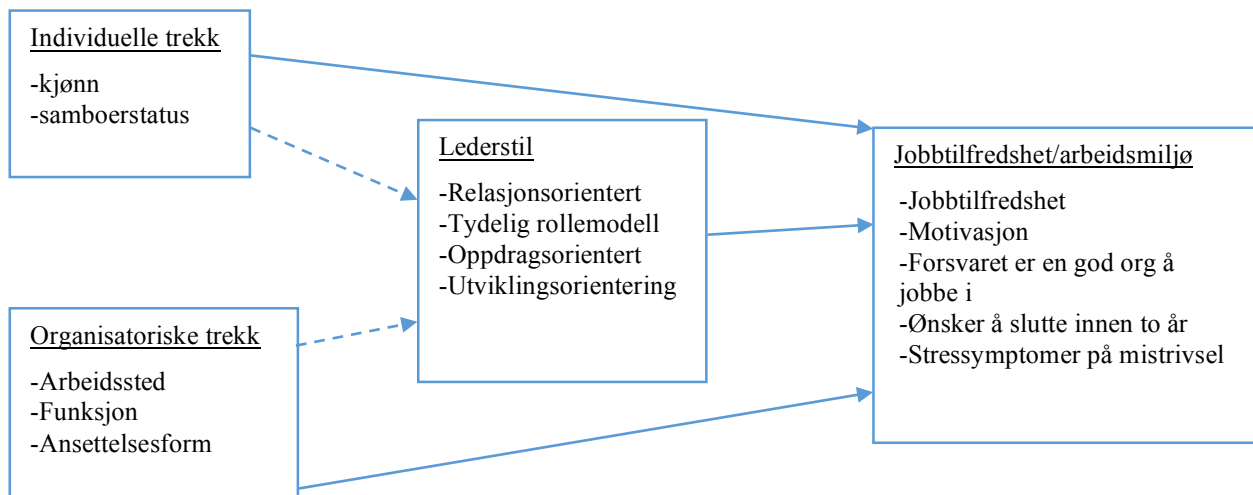 Individuelle trekk
-kjønn
-samboerstatus
Organisatoriske trekk
-Arbeidssted
-Funksjon
-Ansettelsesform
Lederstil
-Relasjonsorientert
-Tydelig rollemodell
-Oppdragsorientert
-Utviklingsorientering
Jobbtilfredshet/arbeidsmiljø
-Jobbtilfredshet
-Motivasjon
-Forsvaret er en god org å
jobbe i
-Ønsker å slutte innen to år
-Stressymptomer på mistrivsel